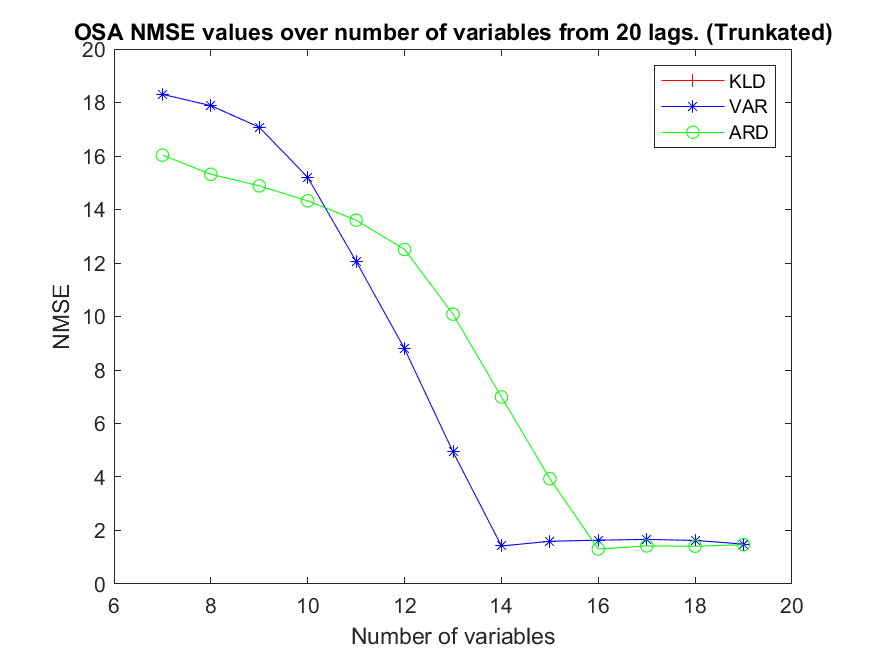 OSA NMSE values over number of variables from 20 lags. (Trunkated)
20
18
16
14
12
10
8
6
4
2
0
NMSE
KLD
VAR
ARD
6 8 10 12 14 16 18 20
Number of variables